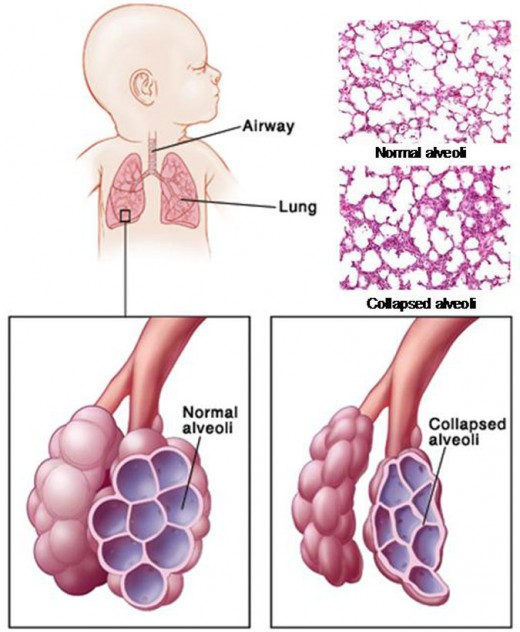 Airway
Lung
Normal alveoli
Collapsed alveoli
Normal
alveoli
Collapsed
alveoli